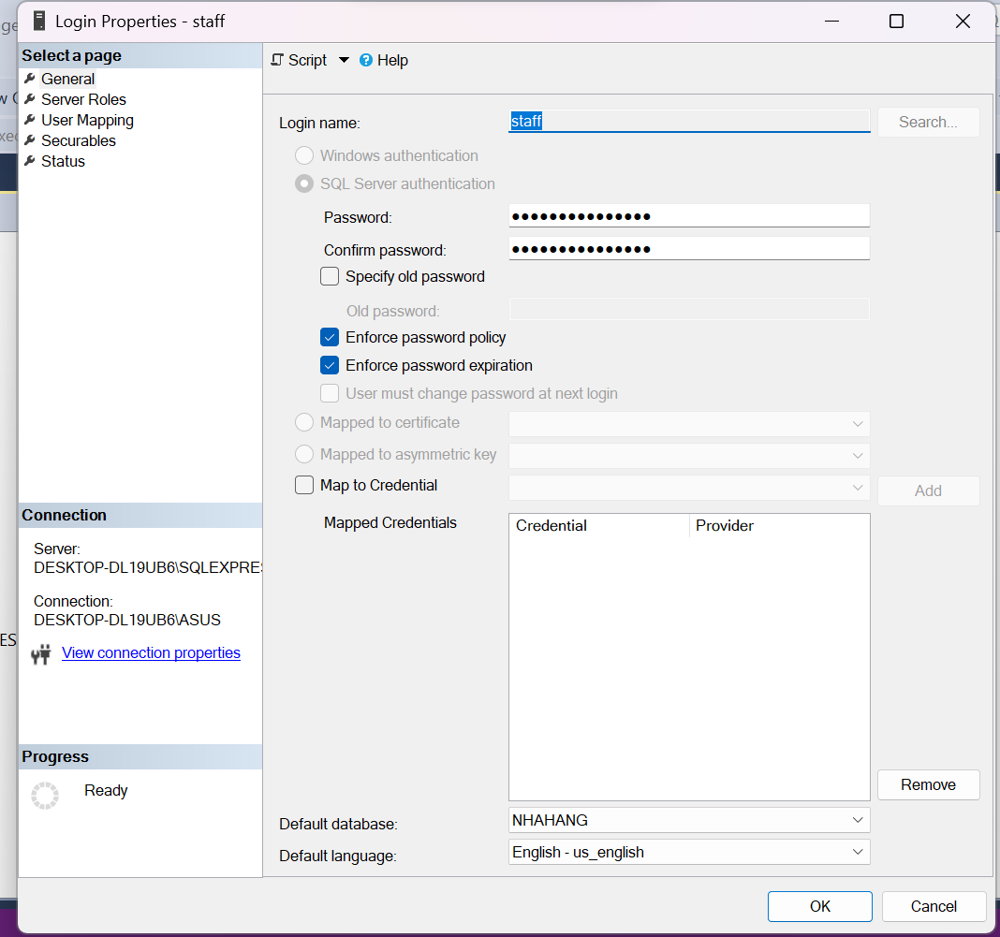 Login Properties - staff
Select a page
General
Server Roles
User Mapping
Securables
Status
Script
Help
Login name:
staff
Search...
Windows authentication
SQL Server authentication
Password:
●●●●●●●●●●●●●●●
Confirm password:
●●●●●●●●●●●●●●●
Specify old password
Old password:
Enforce password policy
Enforce password expiration
User must change password at next login
Mapped to certificate
Mapped to asymmetric key
Map to Credential
Add
Mapped Credentials
Credential Provider
Remove
Default database:
NHAHANG
Default language:
English - us_english
Connection
Server:
DESKTOP-DL19UB6\SQLEXPRES
Connection:
DESKTOP-DL19UB6\ASUS
View connection properties
Progress
Ready
OK
Cancel